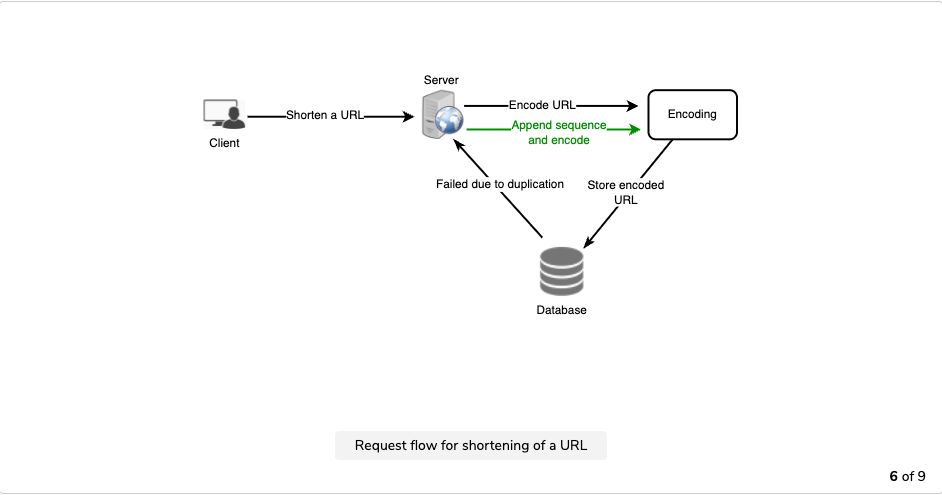 Server
Shorten a URL
Client
Encode URL
Append sequence
and encode
Encoding
Failed due to duplication
Store encoded
URL
Database
Request flow for shortening of a URL
6 of 9